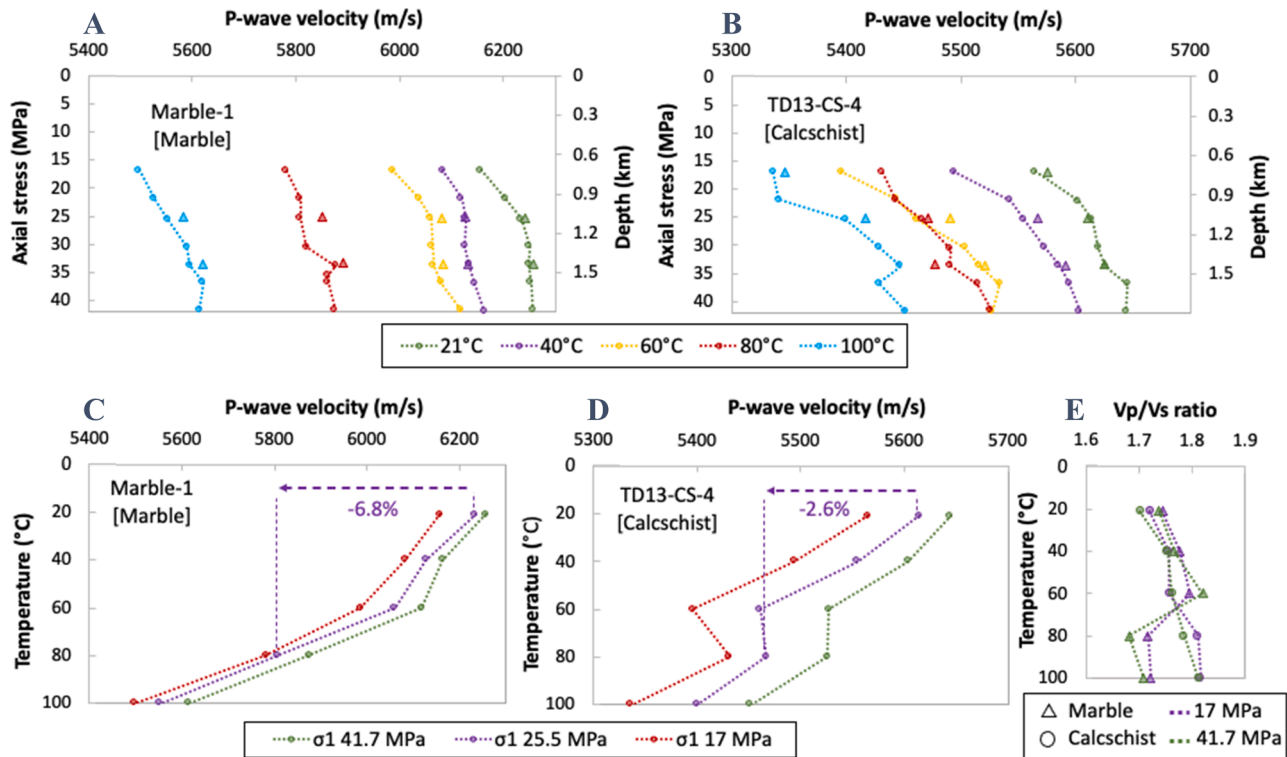 A
P-wave velocity (m/s)
5400 5600 5800 6000 6200
0
5
10
15
20
25
30
35
40
Axial stress (MPa)
Marble-1
[Marble]
0
0.3
0.6
0.9
1.2
1.5
Depth (km)
B
P-wave velocity (m/s)
5300 5400 5500 5600 5700
0
5
10
15
20
25
30
35
40
Axial stress (MPa)
TD13-CS-4
[Calcschist]
0
0.3
0.6
0.9
1.2
1.5
Depth (km)
21°C 40°C 60°C 80°C 100°C
C
P-wave velocity (m/s)
5400 5600 5800 6000 6200
0
20
40
60
80
100
Temperature (°C)
Marble-1
[Marble]
-6.8%
D
P-wave velocity (m/s)
5300 5400 5500 5600 5700
0
20
40
60
80
100
Temperature (°C)
TD13-CS-4
[Calcschist]
-2.6%
σ1 41.7 MPa σ1 25.5 MPa σ1 17 MPa
E
Vp/Vs ratio
1.6 1.7 1.8 1.9
0
20
40
60
80
100
Temperature (°C)
Marble 17 MPa
Calcschist 41.7 MPa